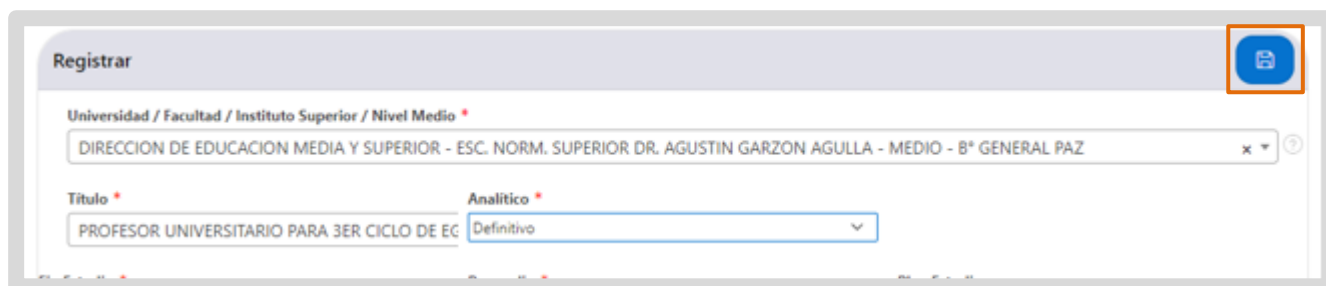 Registrar
Universidad / Facultad / Instituto Superior / Nivel Medio *
DIRECCION DE EDUCACION MEDIA Y SUPERIOR - ESC. NORM. SUPERIOR DR. AGUSTIN GARZON AGULLA - MEDIO - B° GENERAL PAZ
Título * Analítico *
PROFESOR UNIVERSITARIO PARA 3ER CICLO DE EG Definitivo